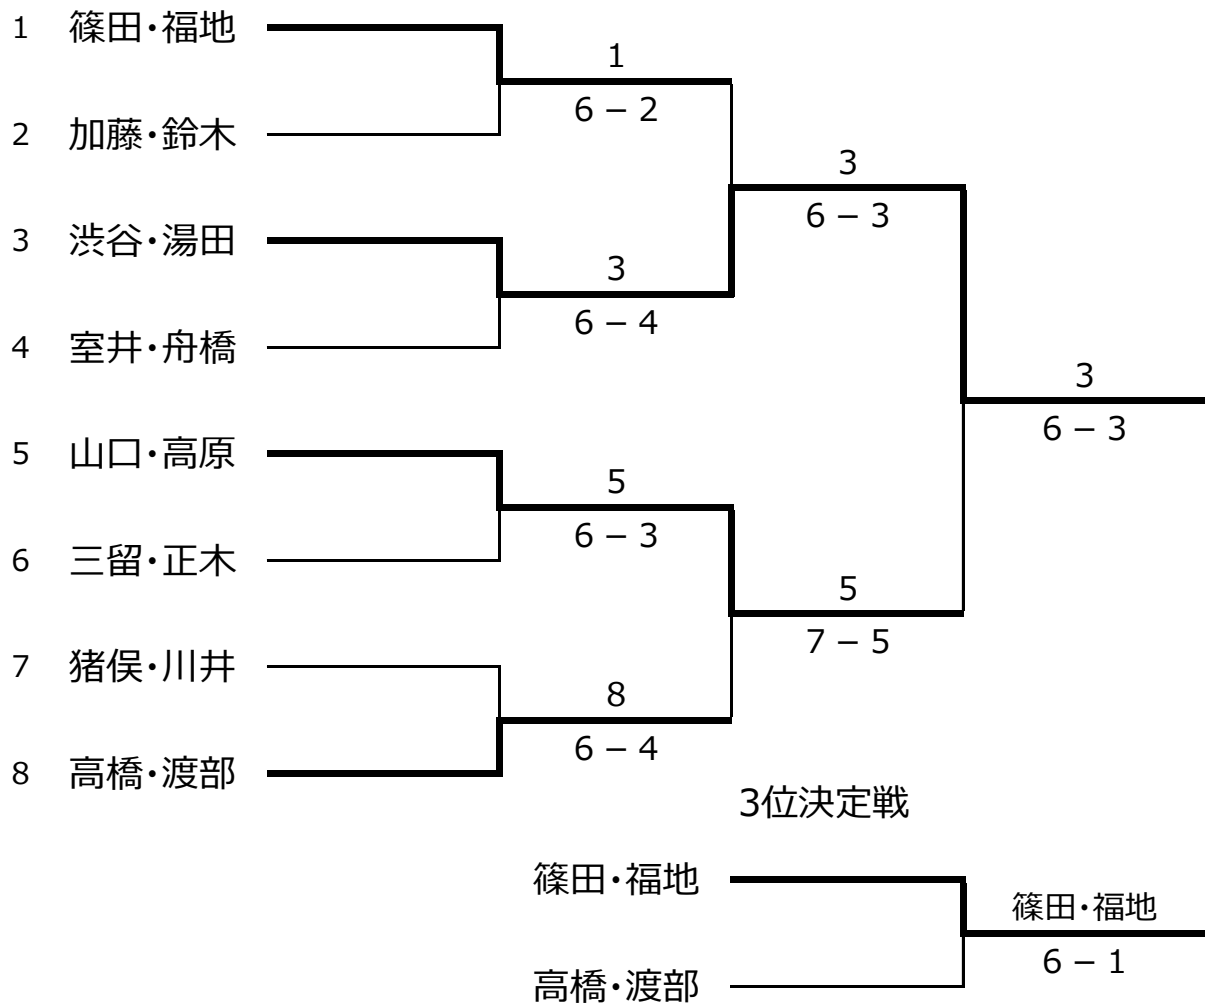 1 篠田・福地
1
6 – 2
2 加藤・鈴木
3
6 – 3
3 渋谷・湯田
3
6 – 4
4 室井・舟橋
3
6 – 3
5 山口・高原
5
6 – 3
6 三留・正木
5
7 – 5
7 猪俣・川井
8
6 – 4
8 高橋・渡部
3位決定戦
篠田・福地
篠田・福地
6 – 1
高橋・渡部